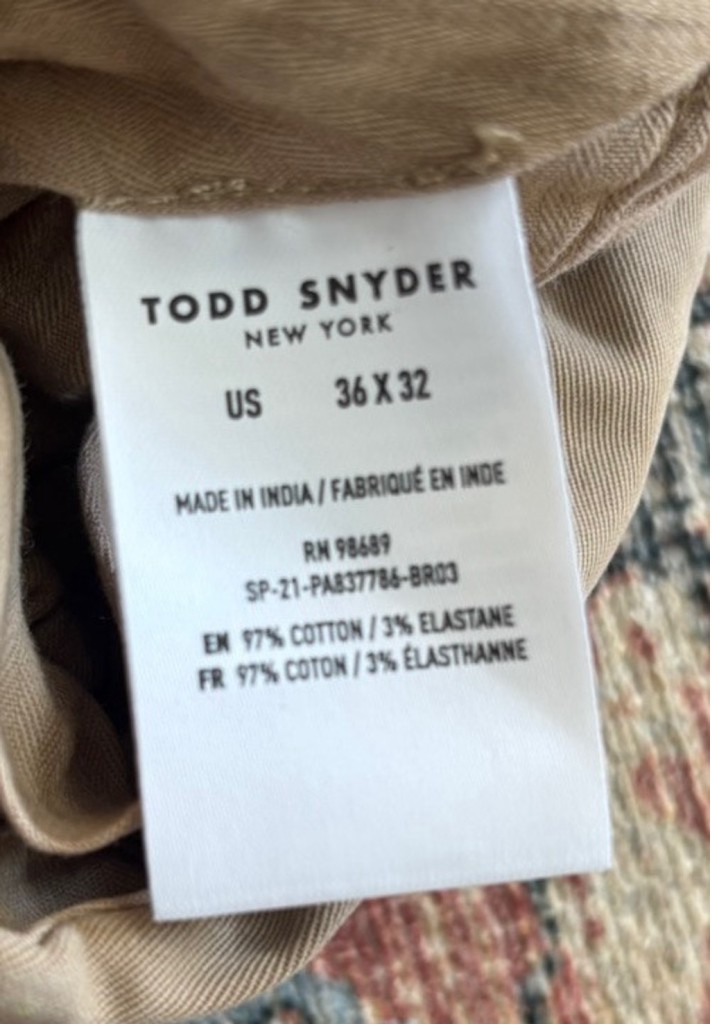 TODD SNYDER
NEW YORK
US 36 X 32
MADE IN INDIA / FABRIQUÉ EN INDE
RN 98689
SP-21-PA837786-BR03
EN 97% COTTON / 3% ELASTANE
FR 97% COTON / 3% ÉLASTHANNE